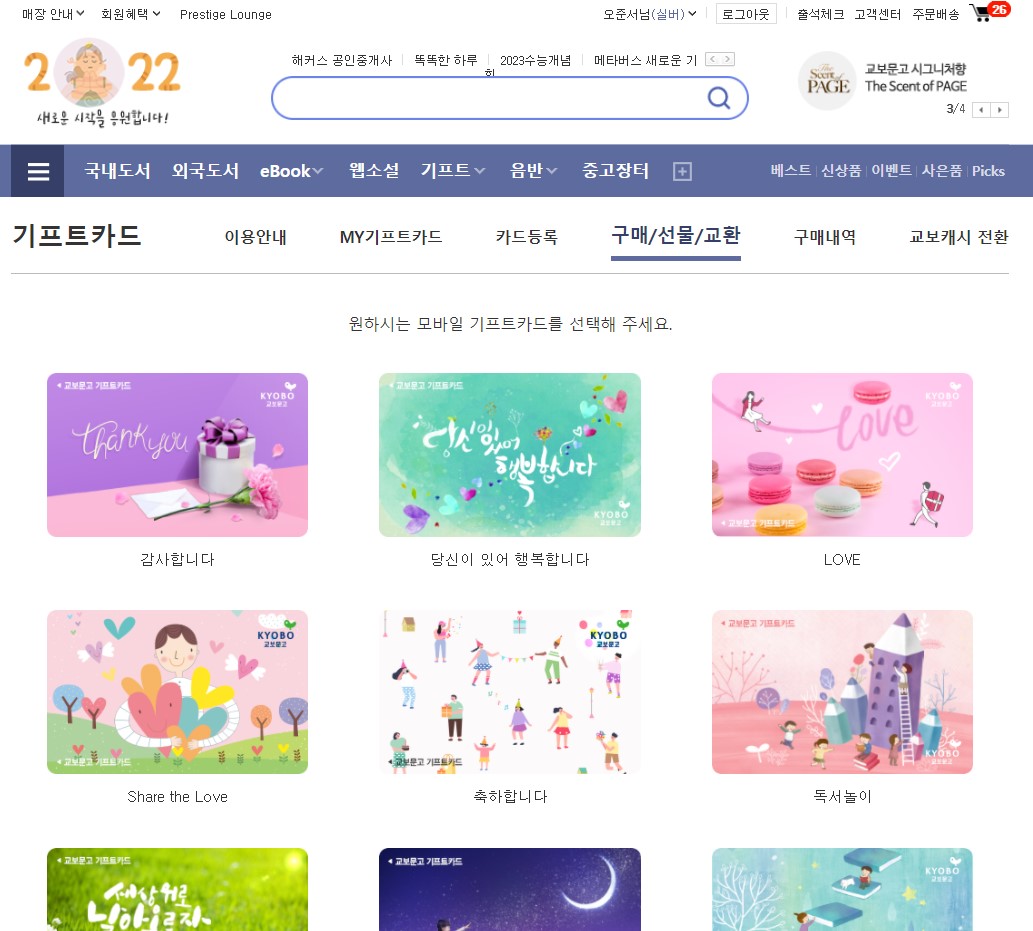 매장 안내 회원혜택 Prestige Lounge 오준서님(실버) 로그아웃 출석체크 고객센터 주문배송 26
2022
새로운 시작을 응원합니다!
해커스 공인중개사 똑똑한 하루 2023수능개념 메타버스 새로운 기
회
The Scent of PAGE
교보문고 시그니처향
The Scent of PAGE
3/4
국내도서 외국도서 eBook 웹소설 기프트 음반 중고장터 베스트 신상품 이벤트 사은품 Picks
기프트카드 이용안내 MY기프트카드 카드등록 구매/선물/교환 구매내역 교보캐시 전환
원하시는 모바일 기프트카드를 선택해 주세요.
교보문고 기프트카드
KYOBO
교보문고
Thank you
감사합니다
교보문고 기프트카드
당신이 있어
행복합니다
KYOBO
교보문고
당신이 있어 행복합니다
KYOBO
교보문고
love
교보문고 기프트카드
LOVE
KYOBO
교보문고
교보문고 기프트카드
Share the Love
KYOBO
교보문고
교보문고 기프트카드
축하합니다
교보문고 기프트카드
KYOBO
교보문고
독서놀이
교보문고 기프트카드
세상 위로
날아오르자
교보문고 기프트카드
KYOBO
교보문고